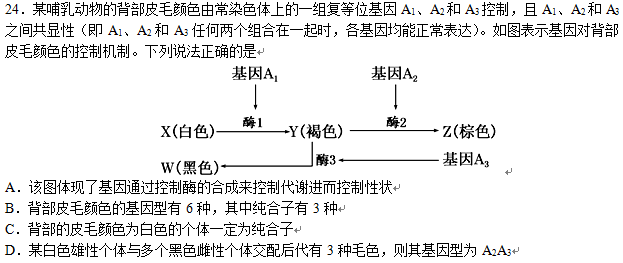 24．某哺乳动物的背部皮毛颜色由常染色体上的一组复等位基因 A₁、A₂和 A₃控制，且 A₁、A₂和 A₃
之间共显性（即 A₁、A₂和 A₃任何两个组合在一起时，各基因均能正常表达）。如图表示基因对背部
皮毛颜色的控制机制。下列说法正确的是
基因A₁ 基因A₂
酶1 酶2
X(白色) Y(褐色) Z(棕色)
W(黑色) 酶3 基因A₃
A．该图体现了基因通过控制酶的合成来控制代谢进而控制性状
B．背部皮毛颜色的基因型有 6 种，其中纯合子有 3 种
C．背部的皮毛颜色为白色的个体一定为纯合子
D．某白色雄性个体与多个黑色雌性个体交配后代有 3 种毛色，则其基因型为 A₂A₃